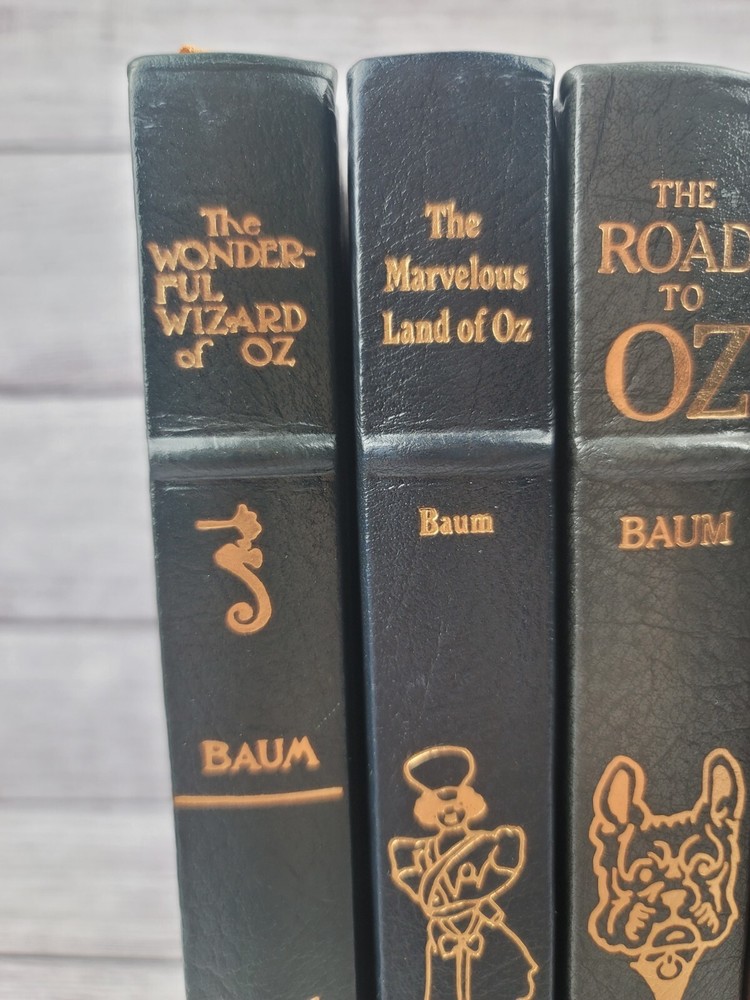 The
WONDER-
FUL
WIZARD
of OZ
BAUM
The
Marvelous
Land of Oz
Baum
THE
ROAD
TO
OZ
BAUM